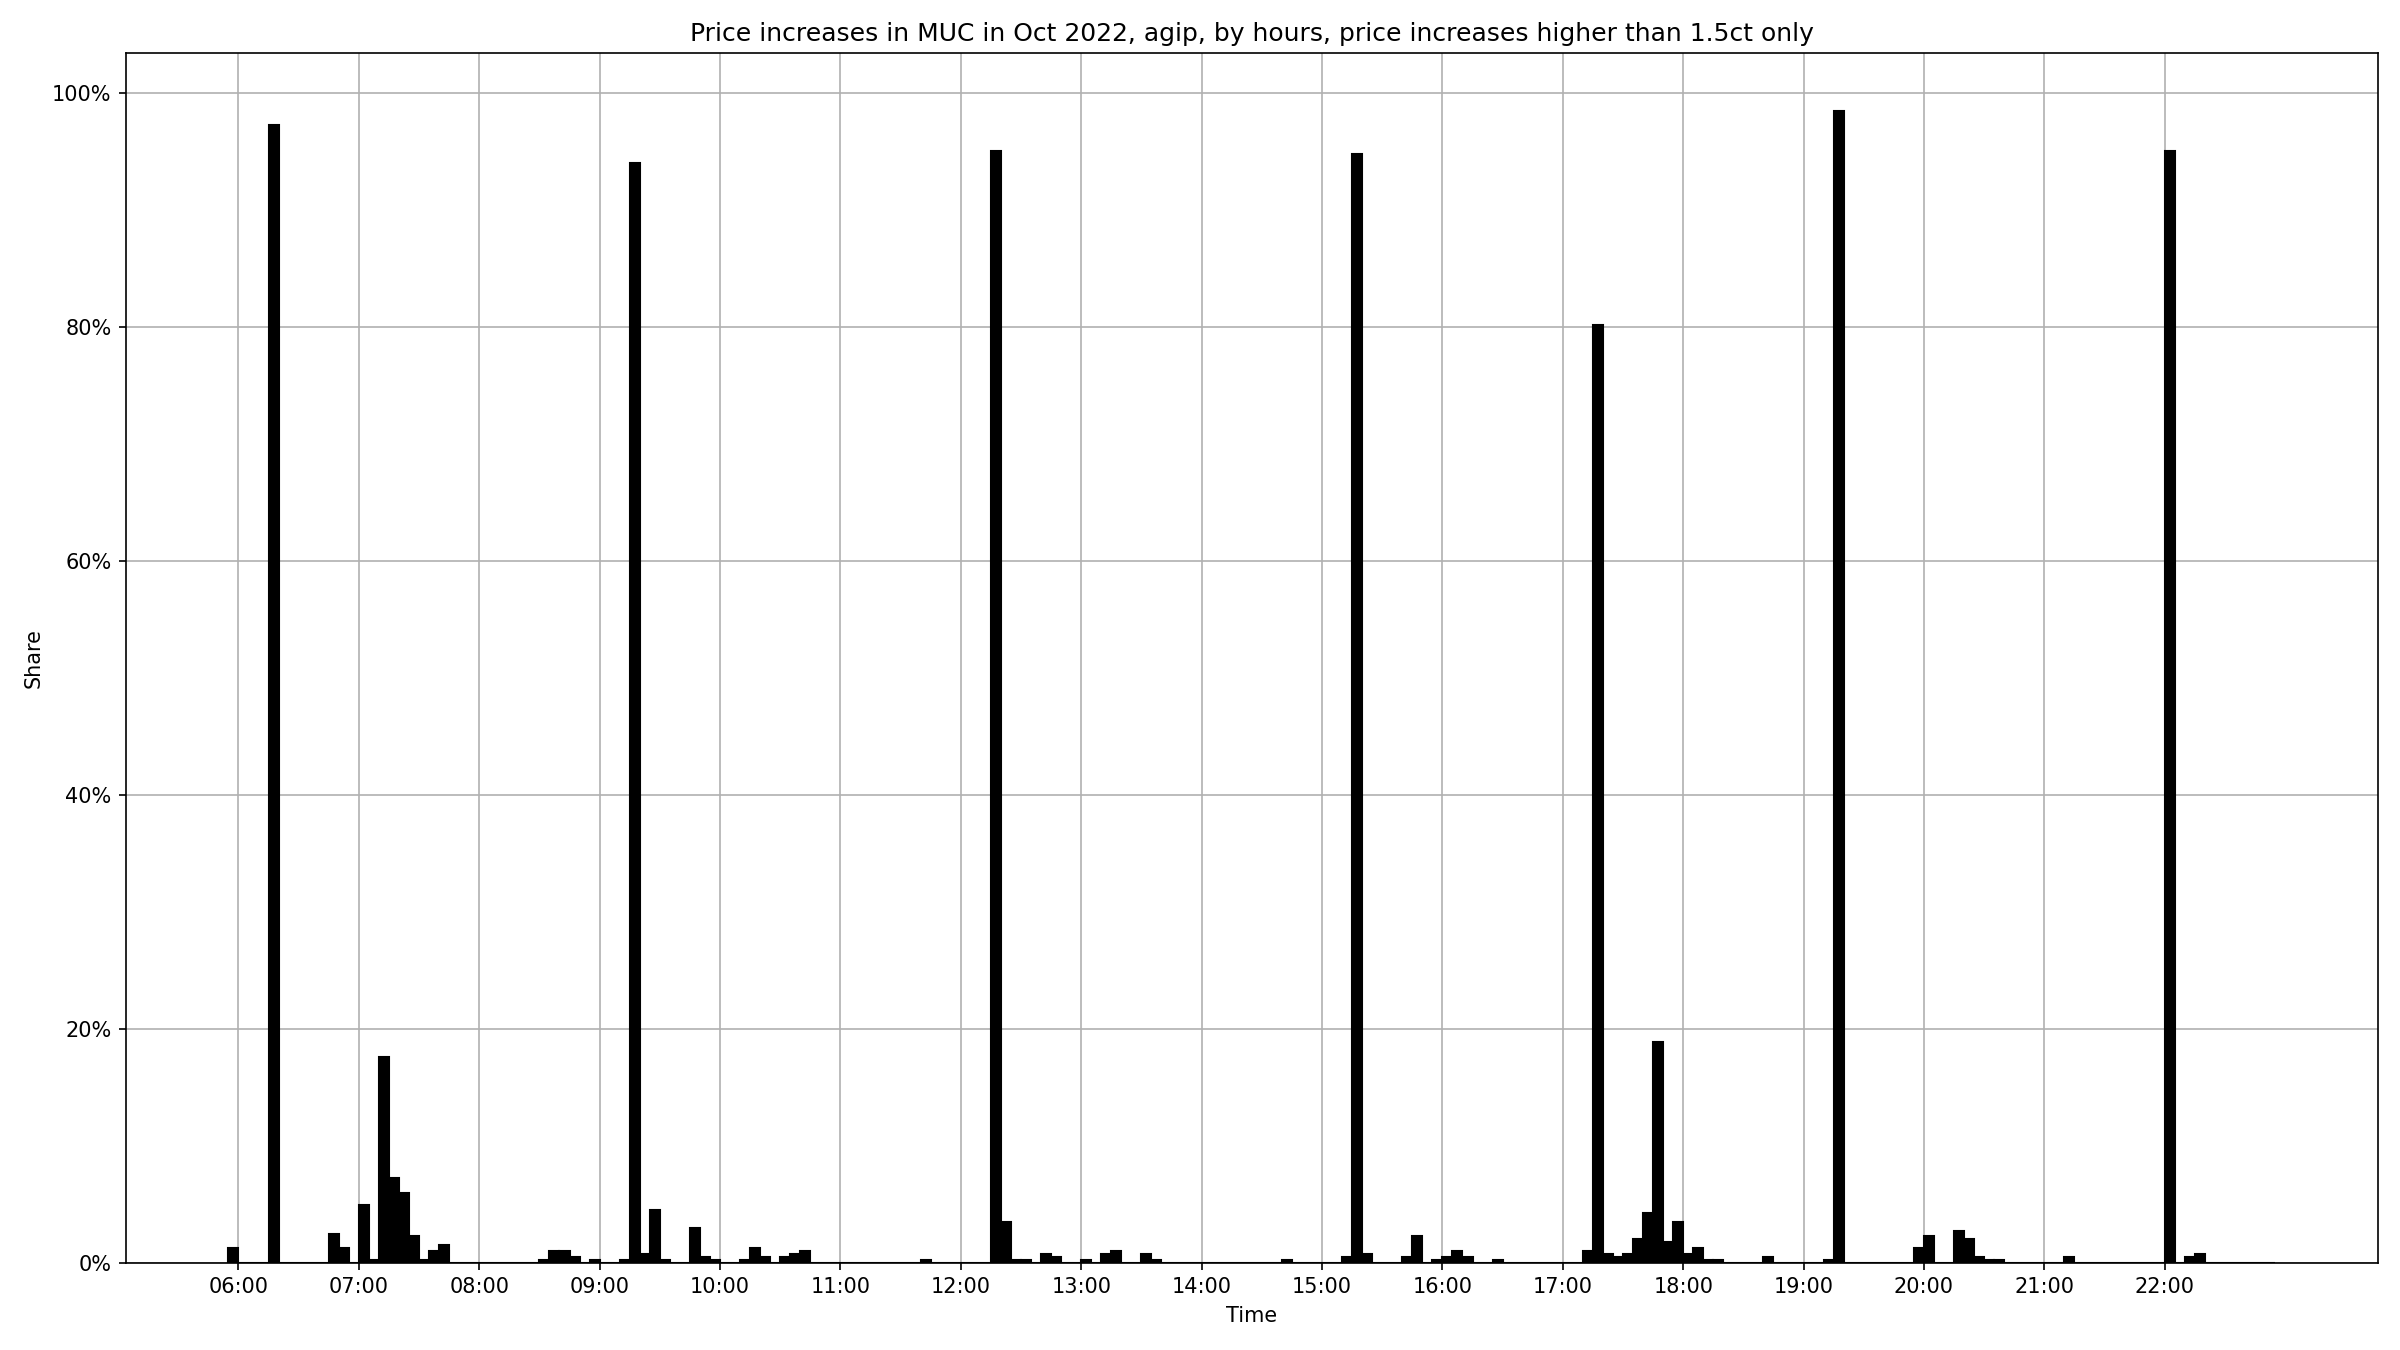 Price increases in MUC in Oct 2022, agip, by hours, price increases higher than 1.5ct only
100%
80%
60%
40%
20%
0%
Share
06:00 07:00 08:00 09:00 10:00 11:00 12:00 13:00 14:00 15:00 16:00 17:00 18:00 19:00 20:00 21:00 22:00
Time